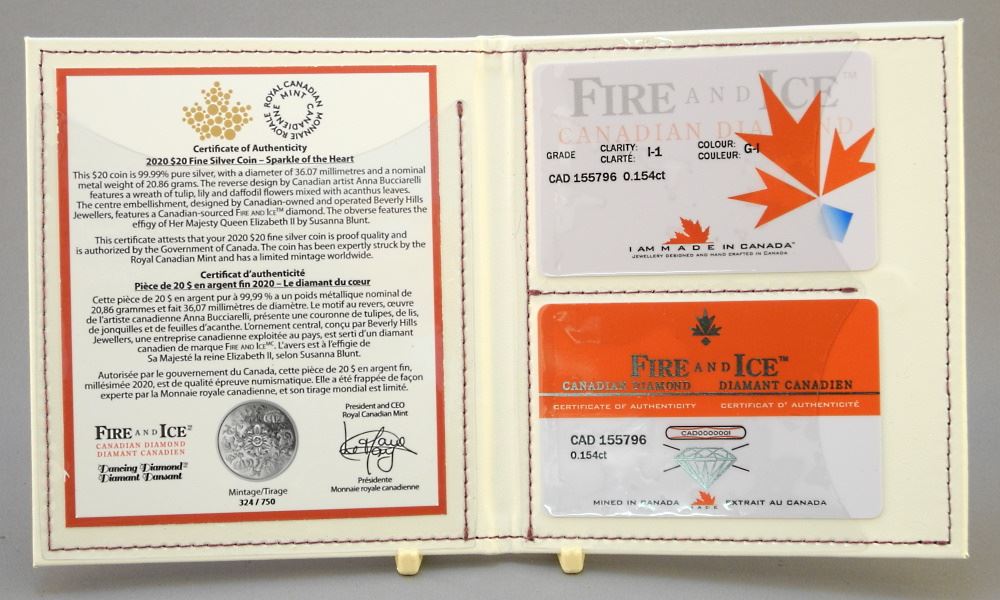 ROYAL CANADIAN MINT
MONNAIE ROYALE CANADIENNE
Certificate of Authenticity
2020 $20 Fine Silver Coin – Sparkle of the Heart
This $20 coin is 99.99% pure silver, with a diameter of 36.07 millimetres and a nominal
metal weight of 20.86 grams. The reverse design by Canadian artist Anna Bucciarelli
features a wreath of tulip, lily and daffodil flowers mixed with acanthus leaves.
The centre embellishment, designed by Canadian-owned and operated Beverly Hills
Jewellers, features a Canadian-sourced FIRE AND ICE™ diamond. The obverse features the
effigy of Her Majesty Queen Elizabeth II by Susanna Blunt.
This certificate attests that your 2020 $20 fine silver coin is proof quality and
is authorized by the Government of Canada. The coin has been expertly struck by the
Royal Canadian Mint and has a limited mintage worldwide.
Certificat d'authenticité
Pièce de 20 $ en argent fin 2020 – Le diamant du cœur
Cette pièce de 20 $ en argent pur à 99,99 % a un poids métallique nominal de
20,86 grammes et fait 36,07 millimètres de diamètre. Le motif au revers, œuvre
de l'artiste canadienne Anna Bucciarelli, présente une couronne de tulipes, de lis,
de jonquilles et de feuilles d'acanthe. L'ornement central, conçu par Beverly Hills
Jewellers, une entreprise canadienne exploitée au pays, est serti d'un diamant
canadien de marque FIRE AND ICE MC. L'avers est à l'effigie de
Sa Majesté la reine Elizabeth II, selon Susanna Blunt.
Autorisée par le gouvernement du Canada, cette pièce de 20 $ en argent fin,
millésimée 2020, est de qualité épreuve numismatique. Elle a été frappée de façon
experte par la Monnaie royale canadienne, et son tirage mondial est limité.
FIRE AND ICE
CANADIAN DIAMOND
DIAMANT CANADIEN
Dancing Diamond
Diamant Dansant
Mintage/Tirage
324 / 750
President and CEO
Royal Canadian Mint
Présidente
Monnaie royale canadienne
FIRE AND ICE™
CANADIAN DIAMOND
GRADE CLARITY: CLARTÉ: I-1 COLOUR: COULEUR: G-I
CAD 155796 0.154ct
I AM MADE IN CANADA™
JEWELLERY DESIGNED AND HAND CRAFTED IN CANADA
FIRE AND ICE™
CANADIAN DIAMOND DIAMANT CANADIEN
CERTIFICATE OF AUTHENTICITY CERTIFICAT D' AUTHENTICITÉ
CAD 155796
0.154ct
CAD0000001
MINED IN CANADA EXTRAIT AU CANADA